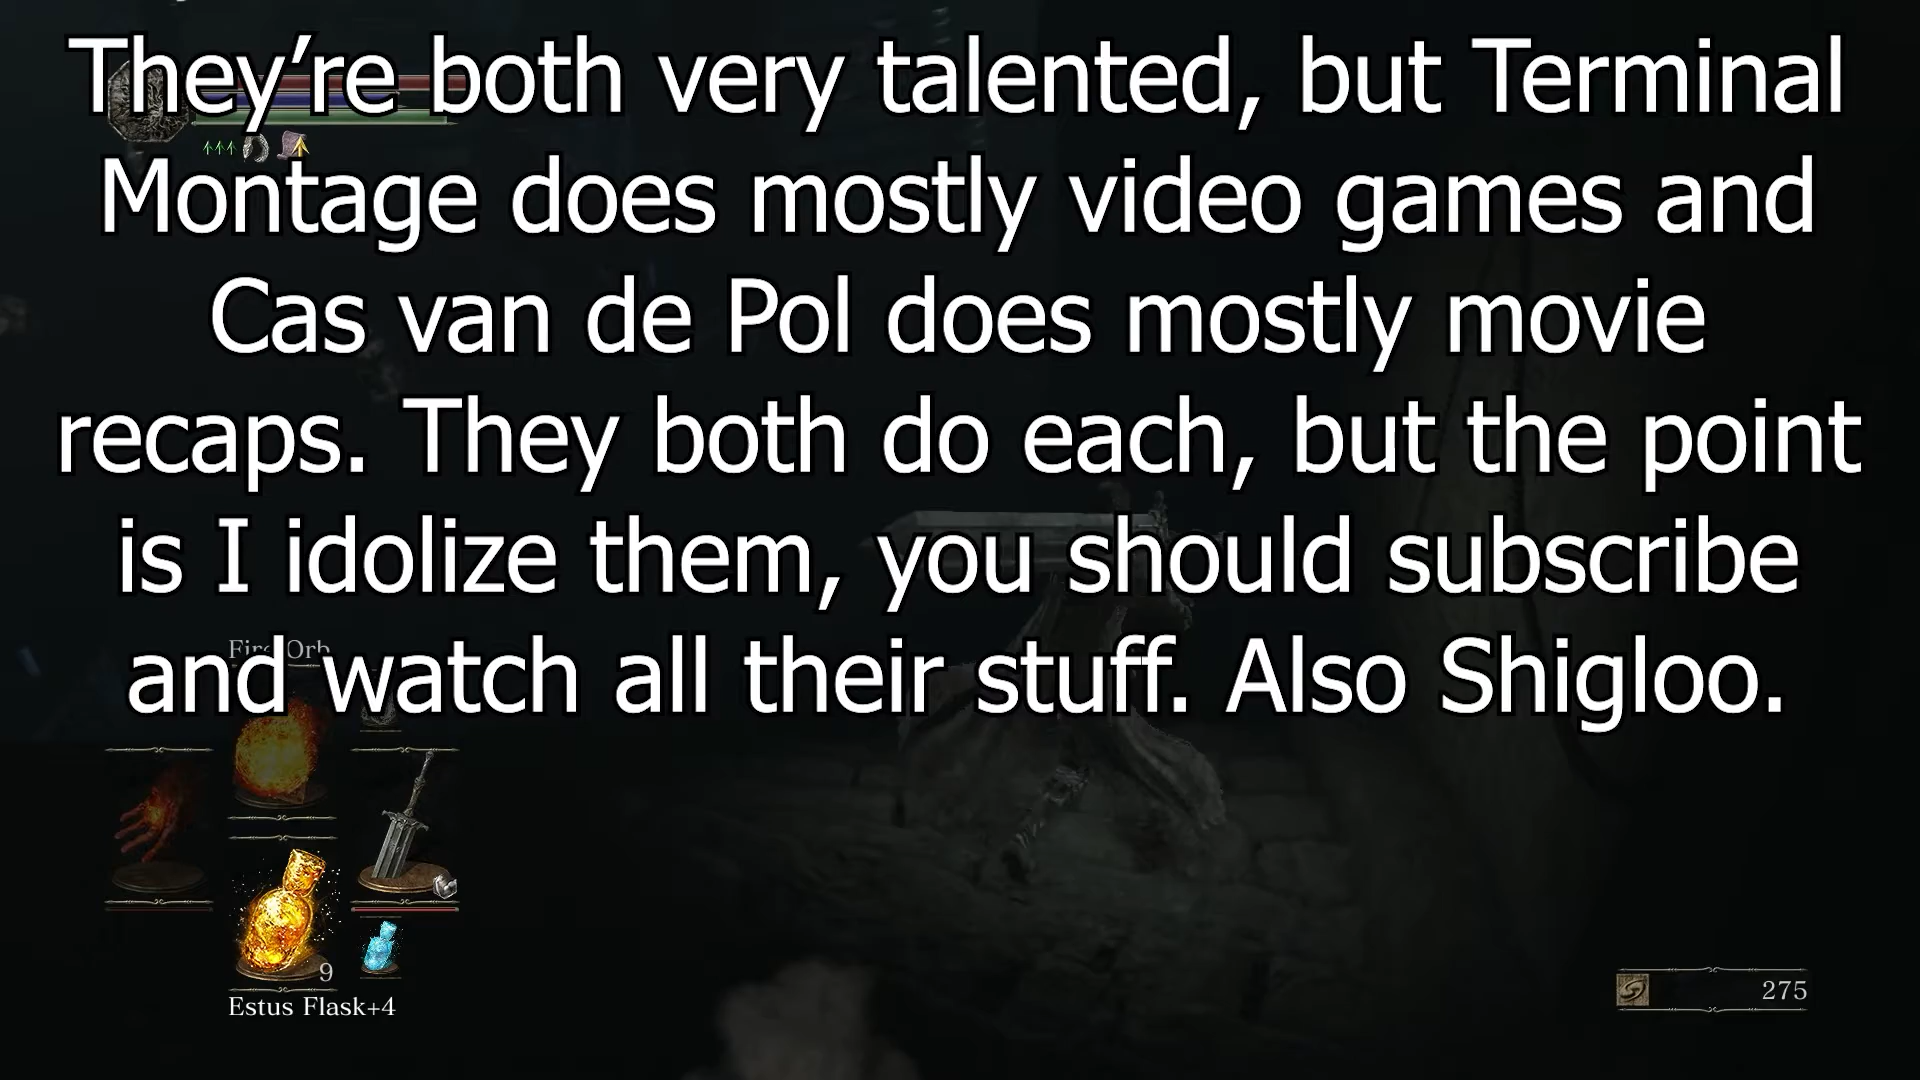 They’re both very talented, but Terminal
Montage does mostly video games and
Cas van de Pol does mostly movie
recaps. They both do each, but the point
is I idolize them, you should subscribe
and watch all their stuff. Also Shigloo.
Fire Orb
9
Estus Flask+4
275